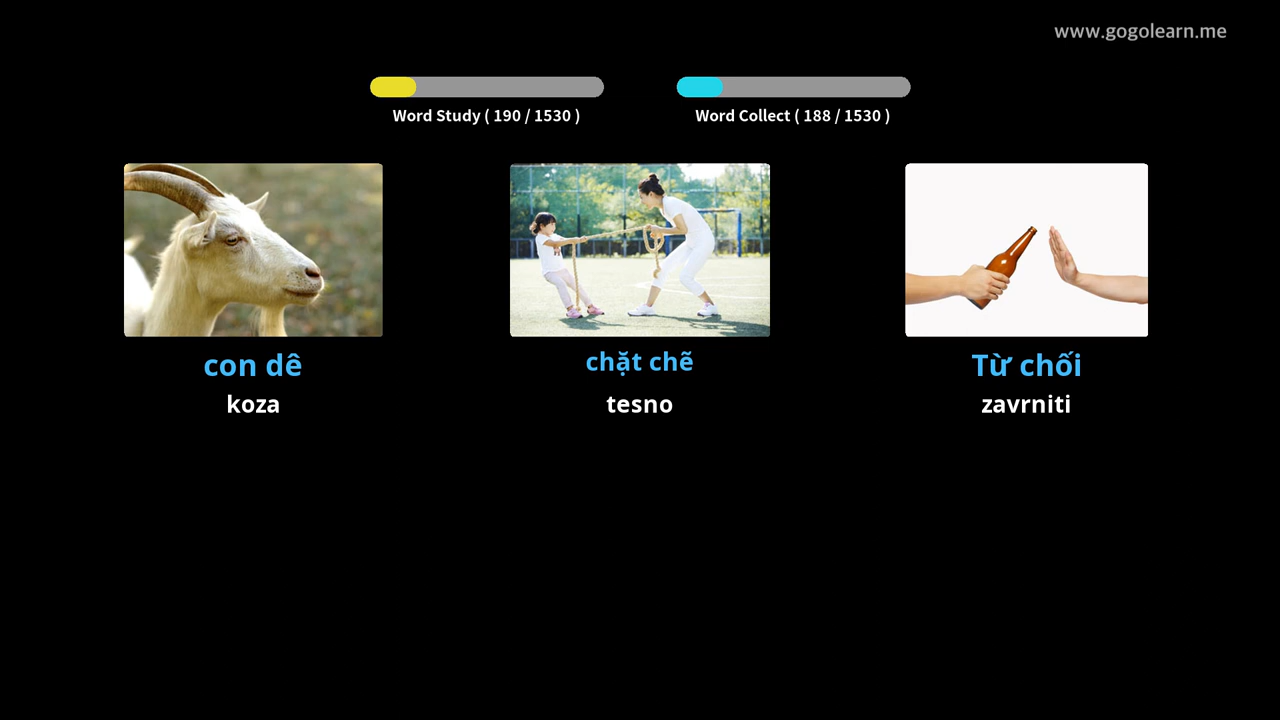 www.gogolearn.me
Word Study ( 190 / 1530 )
Word Collect ( 188 / 1530 )
con dê
chặt chẽ
Từ chối
koza
tesno
zavrniti